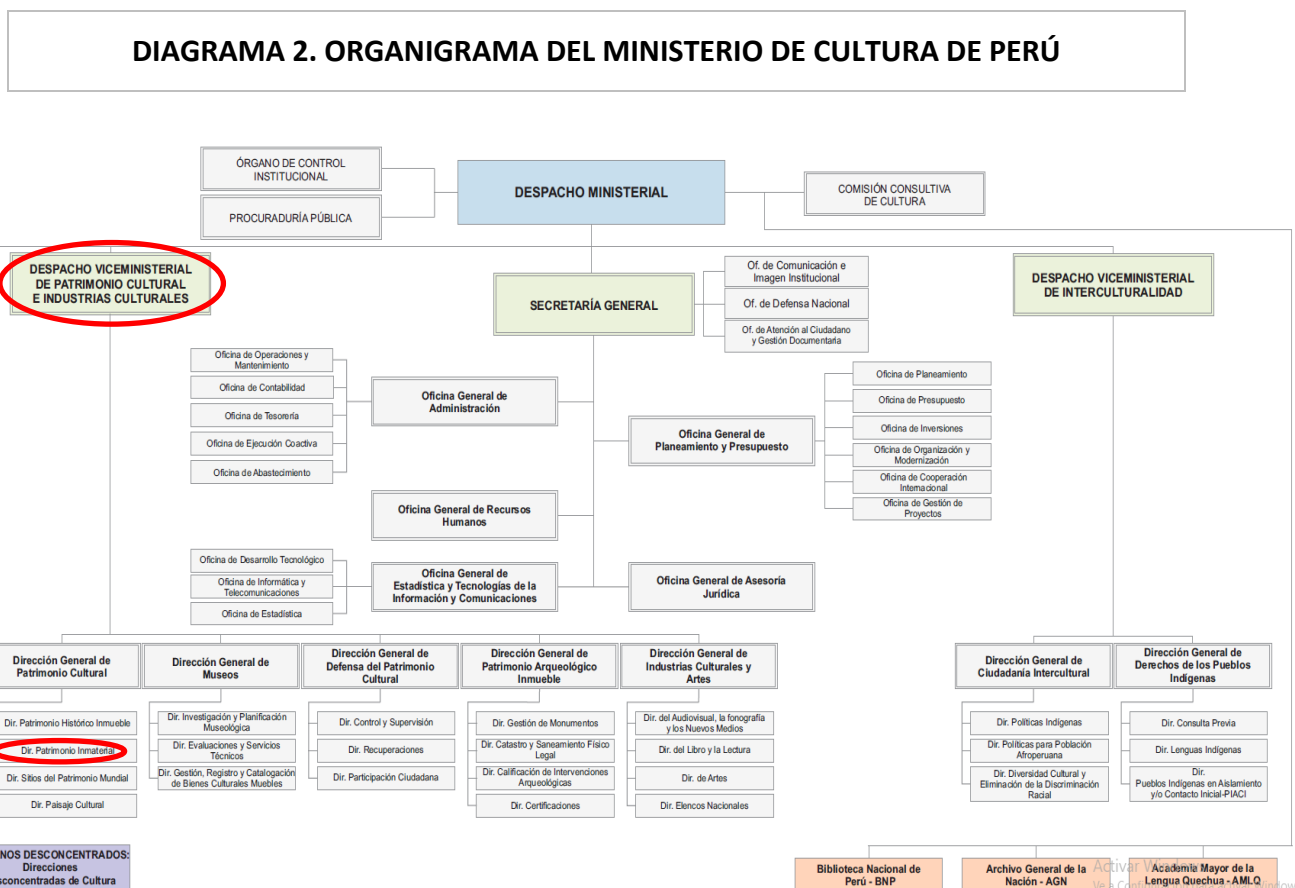 DIAGRAMA 2. ORGANIGRAMA DEL MINISTERIO DE CULTURA DE PERÚ
ÓRGANO DE CONTROL
INSTITUCIONAL
PROCURADURÍA PÚBLICA
DESPACHO MINISTERIAL
COMISIÓN CONSULTIVA
DE CULTURA
DESPACHO VICEMINISTERIAL
DE PATRIMONIO CULTURAL
E INDUSTRIAS CULTURALES
SECRETARÍA GENERAL
Of. de Comunicación e
Imagen Institucional
Of. de Defensa Nacional
Of. de Atención al Ciudadano
y Gestión Documentaria
DESPACHO VICEMINISTERIAL
DE INTERCULTURALIDAD
Oficina de Operaciones y
Mantenimiento
Oficina de Contabilidad
Oficina de Tesorería
Oficina de Ejecución Coactiva
Oficina de Abastecimiento
Oficina General de
Administración
Oficina General de
Planeamiento y Presupuesto
Oficina de Planeamiento
Oficina de Presupuesto
Oficina de Inversiones
Oficina de Organización y
Modernización
Oficina de Cooperación
Internacional
Oficina de Gestión de
Proyectos
Oficina General de Recursos
Humanos
Oficina de Desarrollo Tecnológico
Oficina de Informática y
Telecomunicaciones
Oficina de Estadística
Oficina General de
Estadística y Tecnologías de la
Información y Comunicaciones
Oficina General de Asesoría
Jurídica
Dirección General de
Patrimonio Cultural
Dir. Patrimonio Histórico Inmueble
Dir. Patrimonio Inmaterial
Dir. Sitios del Patrimonio Mundial
Dir. Paisaje Cultural
Dirección General de
Museos
Dir. Investigación y Planificación
Museológica
Dir. Evaluaciones y Servicios
Técnicos
Dir. Gestión, Registro y Catalogación
de Bienes Culturales Muebles
Dirección General de
Defensa del Patrimonio
Cultural
Dir. Control y Supervisión
Dir. Recuperaciones
Dir. Participación Ciudadana
Dirección General de
Patrimonio Arqueológico
Inmueble
Dir. Gestión de Monumentos
Dir. Catastro y Saneamiento Físico
Legal
Dir. Calificación de Intervenciones
Arqueológicas
Dir. Certificaciones
Dirección General de
Industrias Culturales y
Artes
Dir. del Audiovisual, la fonografía
y los Nuevos Medios
Dir. del Libro y la Lectura
Dir. de Artes
Dir. Elencos Nacionales
Dirección General de
Ciudadanía Intercultural
Dir. Políticas Indígenas
Dir. Políticas para Población
Afroperuana
Dir. Diversidad Cultural y
Eliminación de la Discriminación
Racial
Dirección General de
Derechos de los Pueblos
Indígenas
Dir. Consulta Previa
Dir. Lenguas Indígenas
Dir.
Pueblos Indígenas en Aislamiento
y/o Contacto Inicial-PIACI
NOS DESCONCENTRADOS:
Direcciones
sconcentradas de Cultura
Biblioteca Nacional de
Perú - BNP
Archivo General de la
Nación - AGN
Academia Mayor de la
Lengua Quechua - AMLQ
Activar